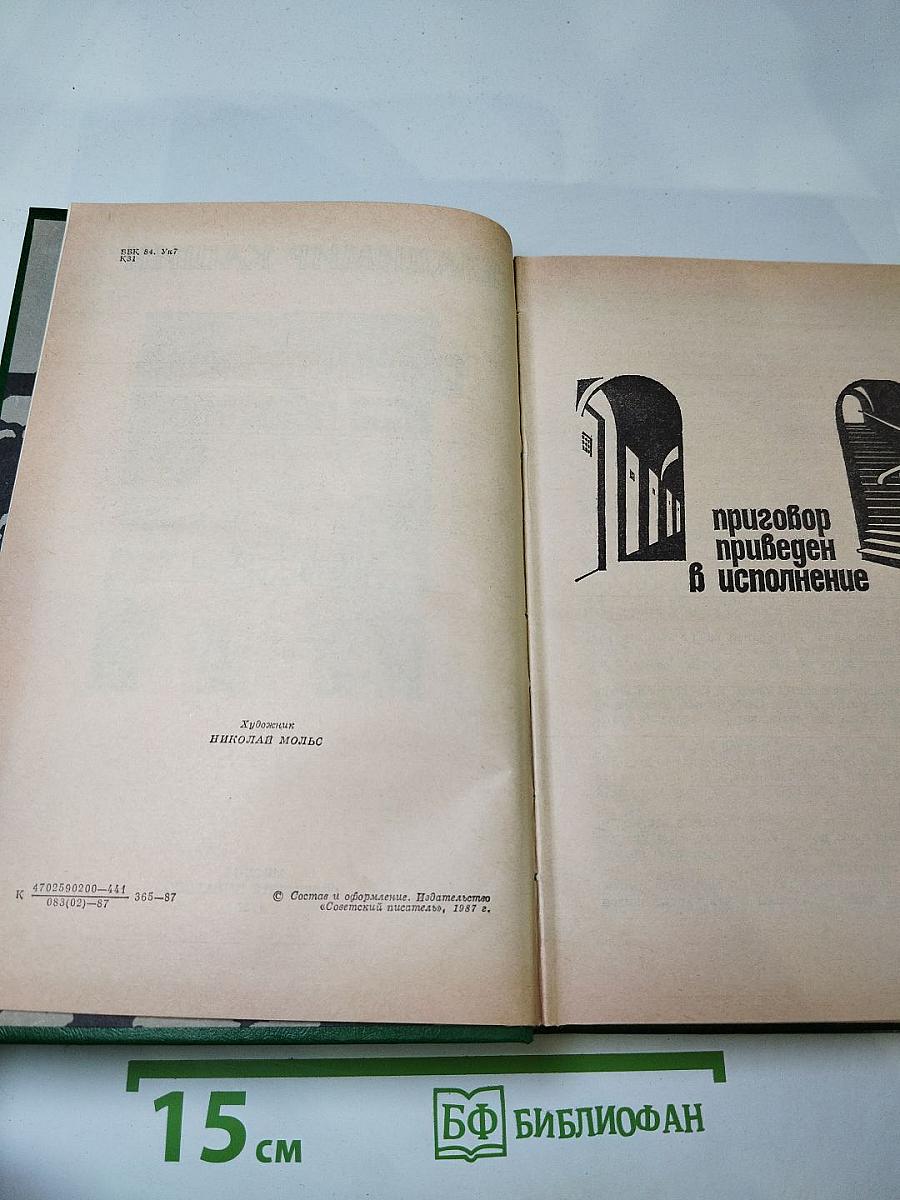 ББК 84. Ук7
К31
Художник
НИКОЛАЙ МОЛЬС
К 4702590200—441
083(02)—87
365—87
© Состав и оформление. Издательство
«Советский писатель», 1987 г.
приговор
приведен
в исполнение
15 см
БФ БИБЛИОФАН